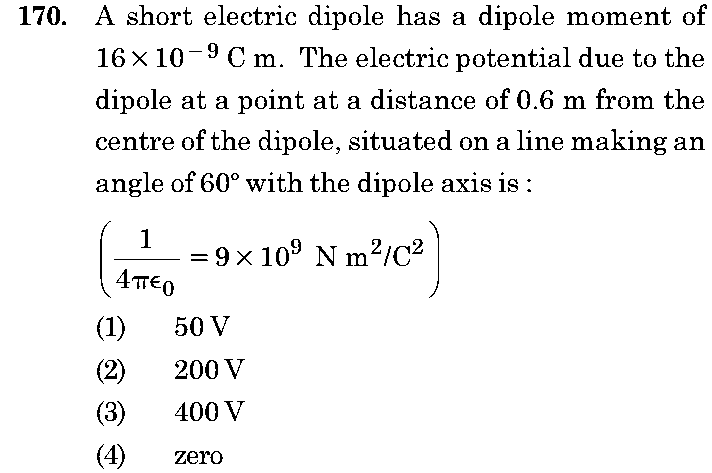 170. A short electric dipole has a dipole moment of
16 × 10⁻⁹ C m. The electric potential due to the
dipole at a point at a distance of 0.6 m from the
centre of the dipole, situated on a line making an
angle of 60° with the dipole axis is :
(1/4πϵ₀ = 9 × 10⁹ N m²/C²)
(1) 50 V
(2) 200 V
(3) 400 V
(4) zero